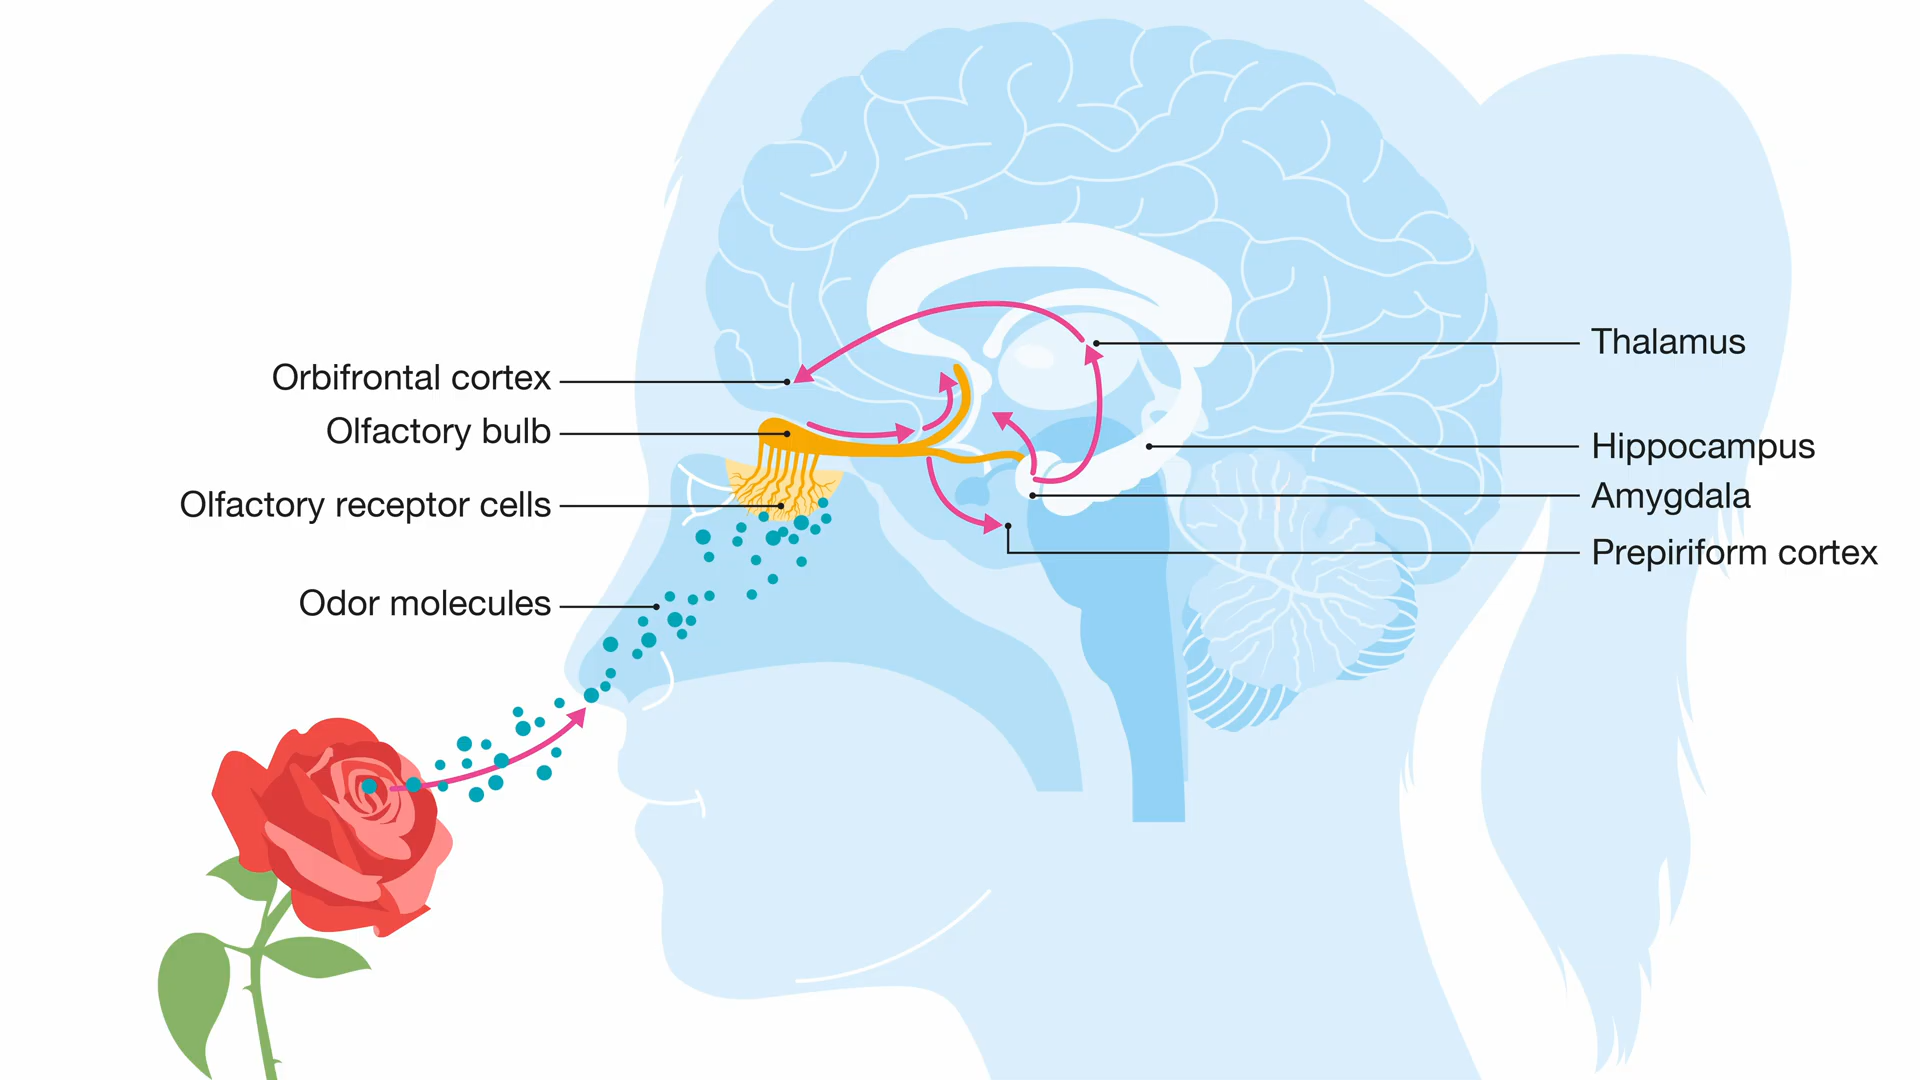 Orbifrontal cortex
Olfactory bulb
Olfactory receptor cells
Odor molecules
Thalamus
Hippocampus
Amygdala
Prepiriform cortex